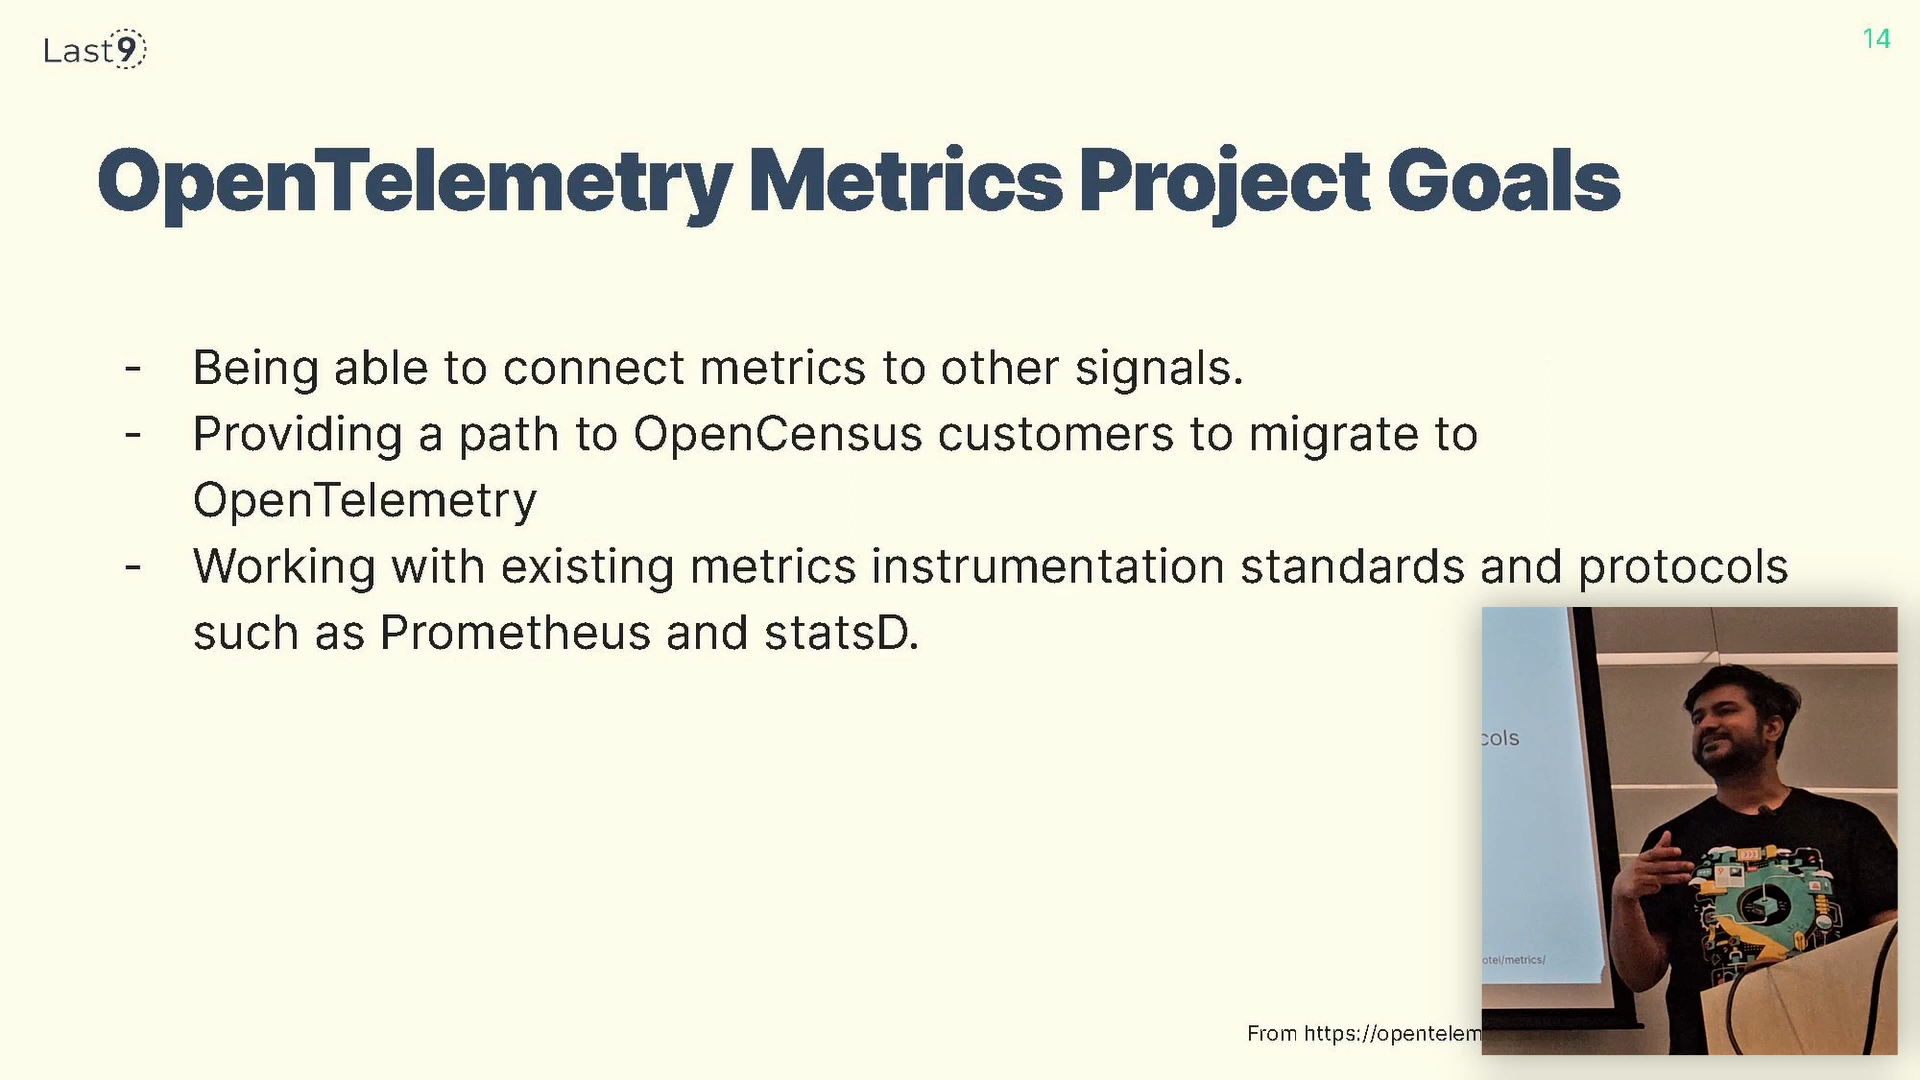 Last9
14
OpenTelemetry Metrics Project Goals
- Being able to connect metrics to other signals.
- Providing a path to OpenCensus customers to migrate to
OpenTelemetry
- Working with existing metrics instrumentation standards and protocols
such as Prometheus and statsD.
cols
otel/metrics/
From https://opentelem